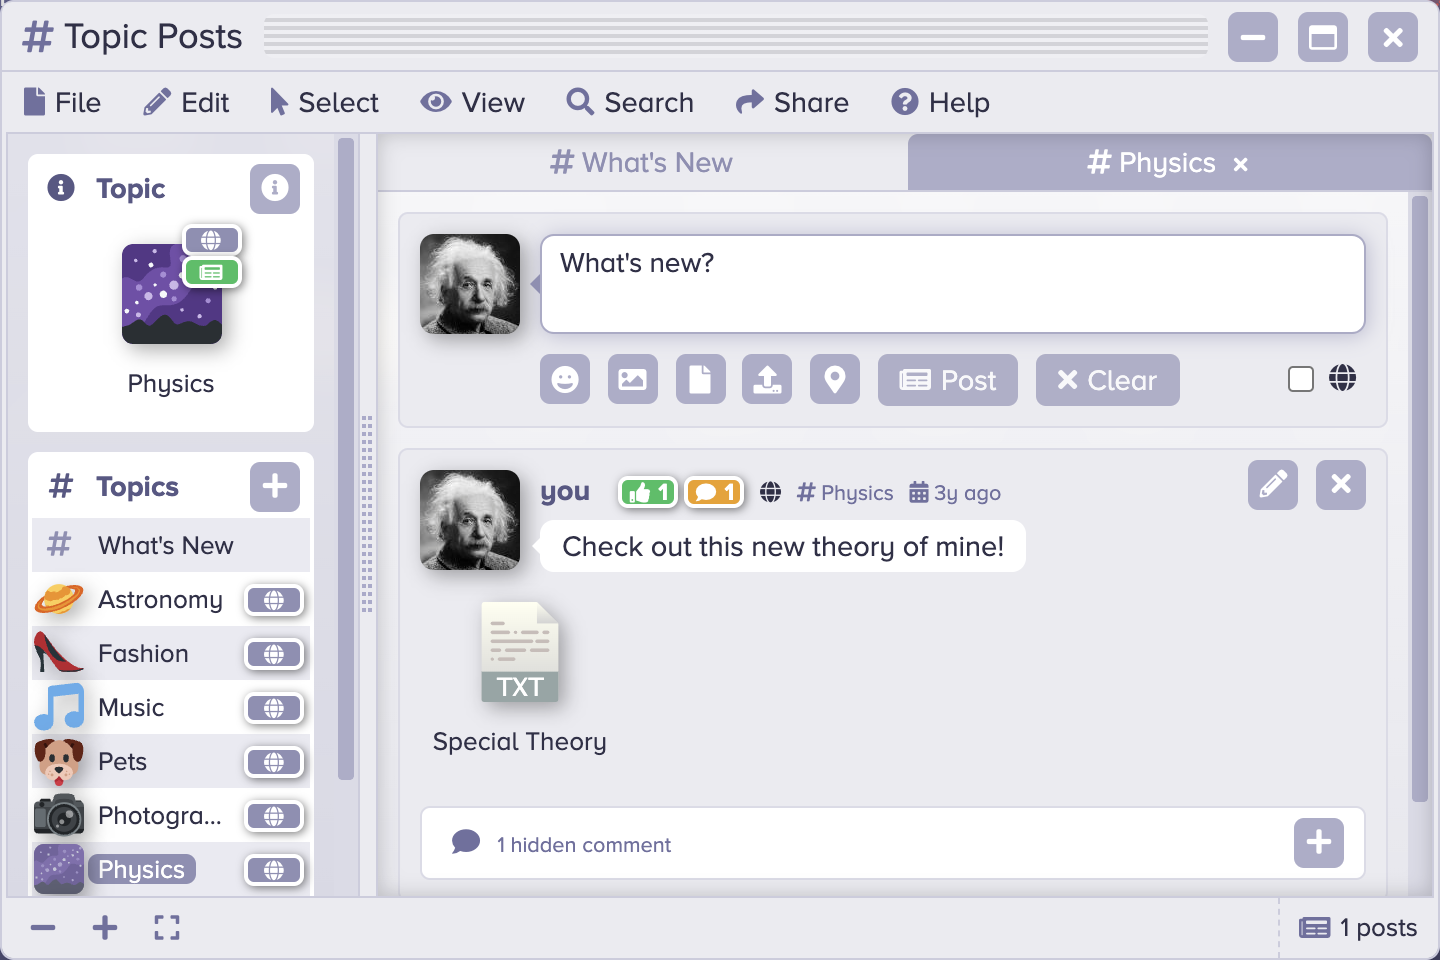 # Topic Posts
File Edit Select View Search Share Help
Topic
Physics
# Topics
# What's New
Astronomy
Fashion
Music
Pets
Photogra...
Physics
# What's New
# Physics ×
What's new?
Post
Clear
you 1 1 # Physics 3y ago
Check out this new theory of mine!
TXT
Special Theory
1 hidden comment
1 posts